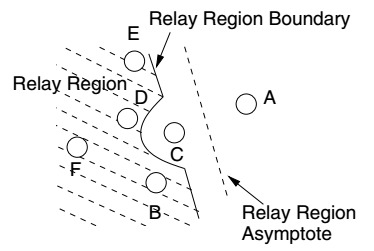 Relay Region Boundary
E
Relay Region
D
A
C
F
B
Relay Region
Asymptote